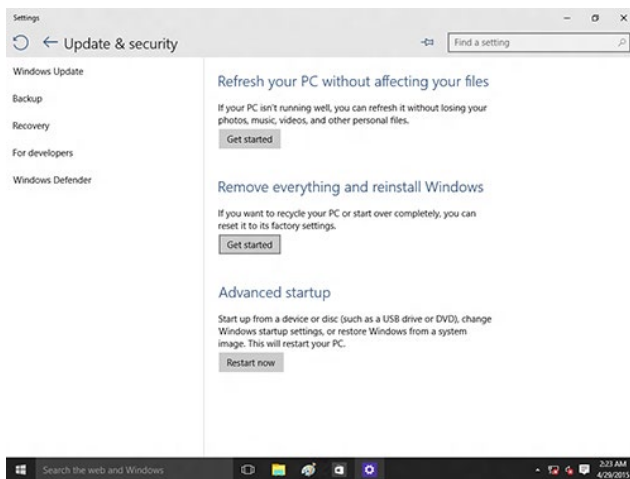 Settings
Update & security
Find a setting
Windows Update
Backup
Recovery
For developers
Windows Defender
Refresh your PC without affecting your files
If your PC isn't running well, you can refresh it without losing your
photos, music, videos, and other personal files.
Get started
Remove everything and reinstall Windows
If you want to recycle your PC or start over completely, you can
reset it to its factory settings.
Get started
Advanced startup
Start up from a device or disc (such as a USB drive or DVD), change
Windows startup settings, or restore Windows from a system
image. This will restart your PC.
Restart now
Search the web and Windows
2:23 AM
4/29/2015